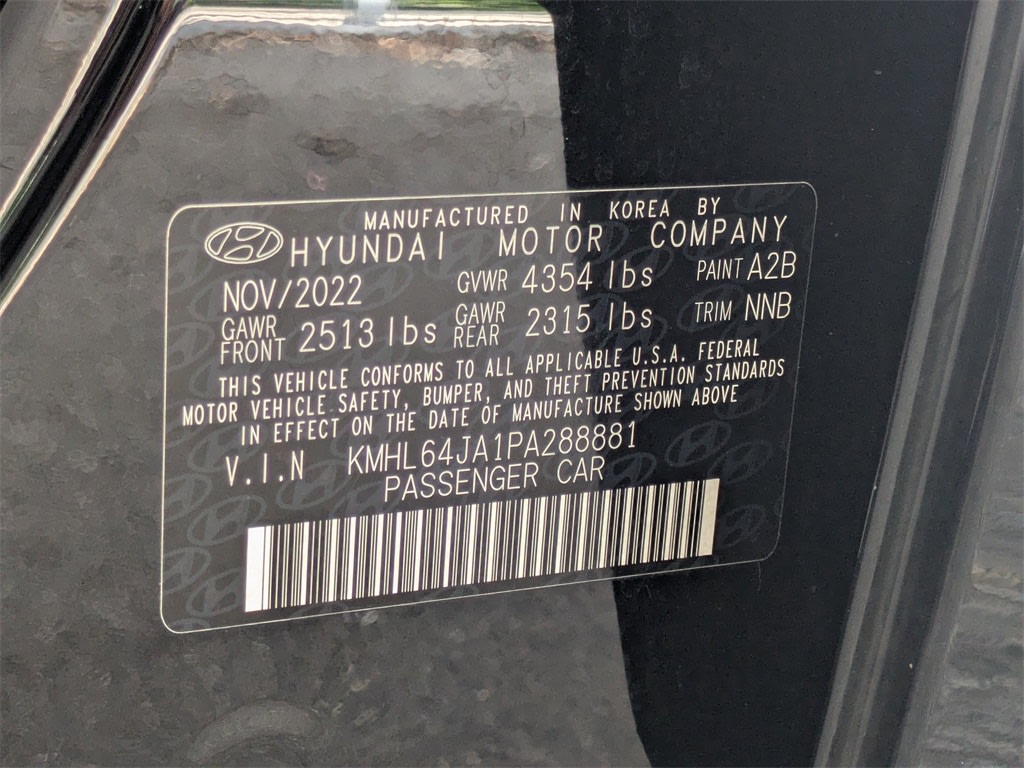 MANUFACTURED IN KOREA BY
HYUNDAI MOTOR COMPANY
NOV/2022 GVWR 4354 lbs PAINT A2B
GAWR FRONT 2513 lbs GAWR REAR 2315 lbs TRIM NNB
THIS VEHICLE CONFORMS TO ALL APPLICABLE U.S.A. FEDERAL
MOTOR VEHICLE SAFETY, BUMPER, AND THEFT PREVENTION STANDARDS
IN EFFECT ON THE DATE OF MANUFACTURE SHOWN ABOVE
V.I.N KMHL64JA1PA288881
PASSENGER CAR